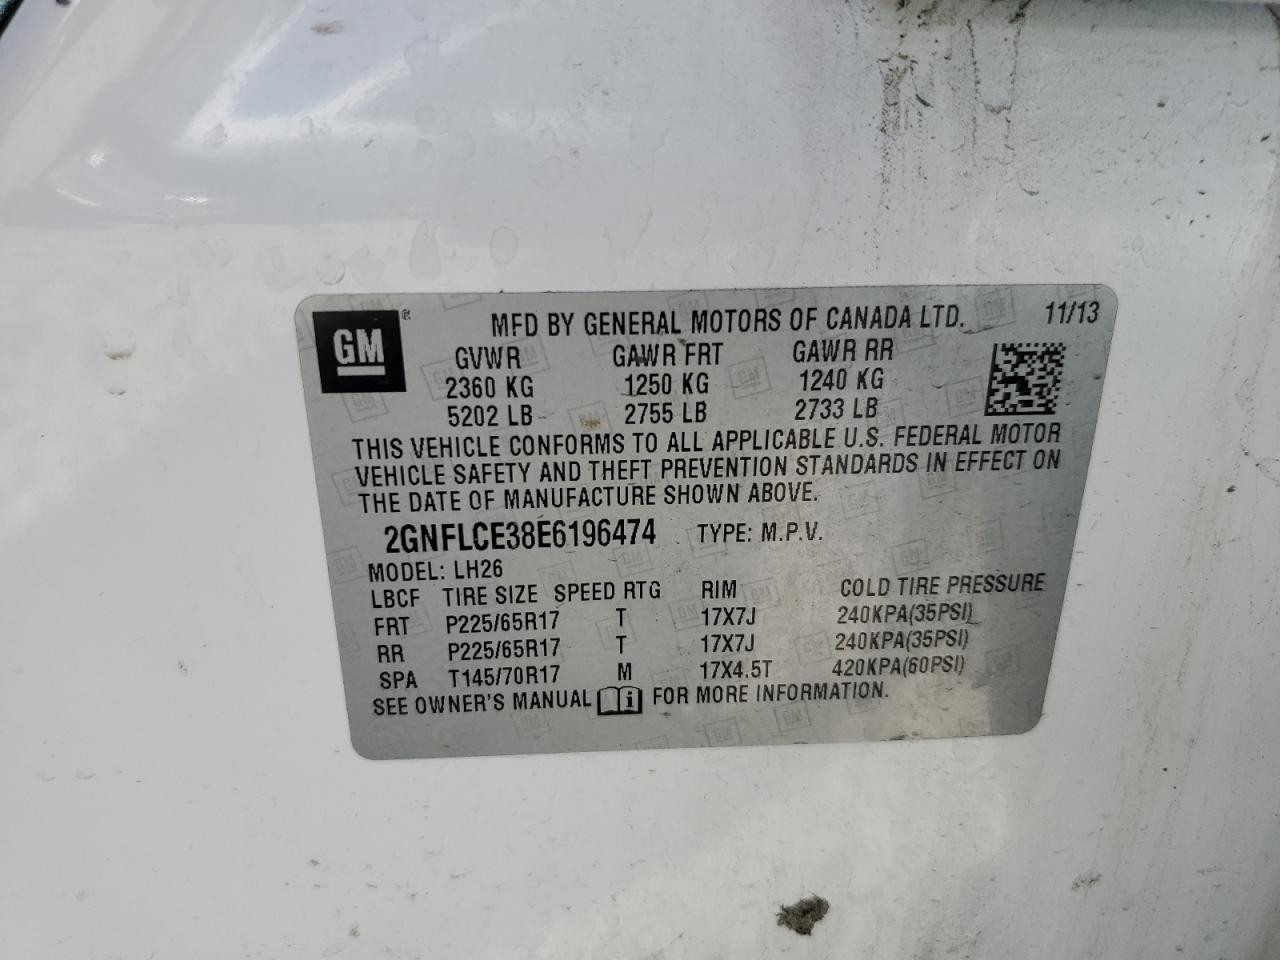 GM ® MFD BY GENERAL MOTORS OF CANADA LTD. 11/13
GVWR GAWR FRT GAWR RR
2360 KG 1250 KG 1240 KG
5202 LB 2755 LB 2733 LB
THIS VEHICLE CONFORMS TO ALL APPLICABLE U.S. FEDERAL MOTOR
VEHICLE SAFETY AND THEFT PREVENTION STANDARDS IN EFFECT ON
THE DATE OF MANUFACTURE SHOWN ABOVE.
2GNFLCE38E6196474 TYPE: M.P.V.
MODEL: LH26
LBCF TIRE SIZE SPEED RTG RIM COLD TIRE PRESSURE
FRT P225/65R17 T 17X7J 240KPA(35PSI)
RR P225/65R17 T 17X7J 240KPA(35PSI)
SPA T145/70R17 M 17X4.5T 420KPA(60PSI)
SEE OWNER'S MANUAL i FOR MORE INFORMATION.